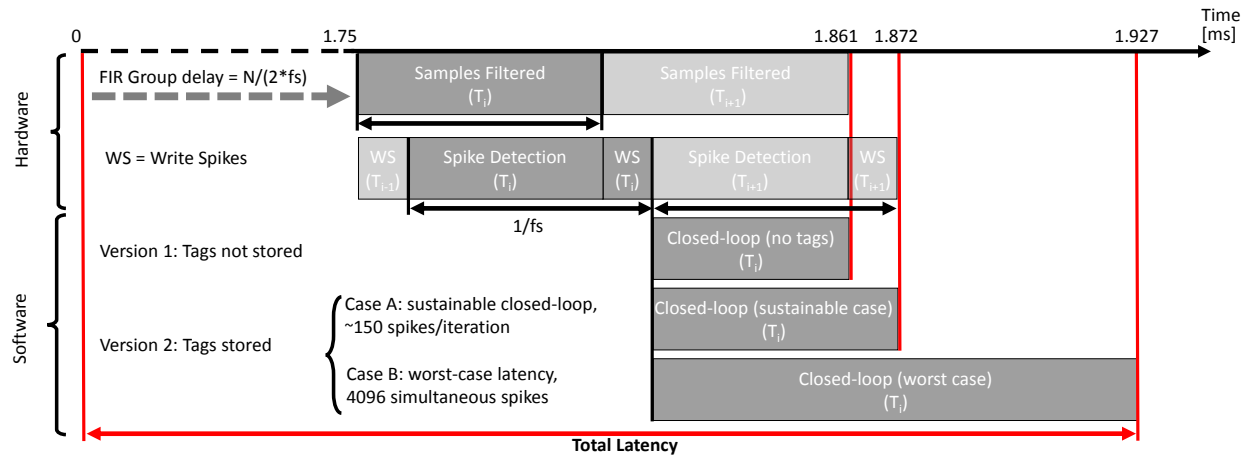 Time
[ms]
0
1.75
1.861
1.872
1.927
Hardware
FIR Group delay = N/(2*fs)
Samples Filtered
(Ti)
Samples Filtered
(Ti+1)
WS = Write Spikes
WS
(Ti-1)
Spike Detection
(Ti)
WS
(Ti)
Spike Detection
(Ti+1)
WS
(Ti+1)
1/fs
Software
Version 1: Tags not stored
Closed-loop (no tags)
(Ti)
Version 2: Tags stored
Case A: sustainable closed-loop,
~150 spikes/iteration
Closed-loop (sustainable case)
(Ti)
Case B: worst-case latency,
4096 simultaneous spikes
Closed-loop (worst case)
(Ti)
Total Latency